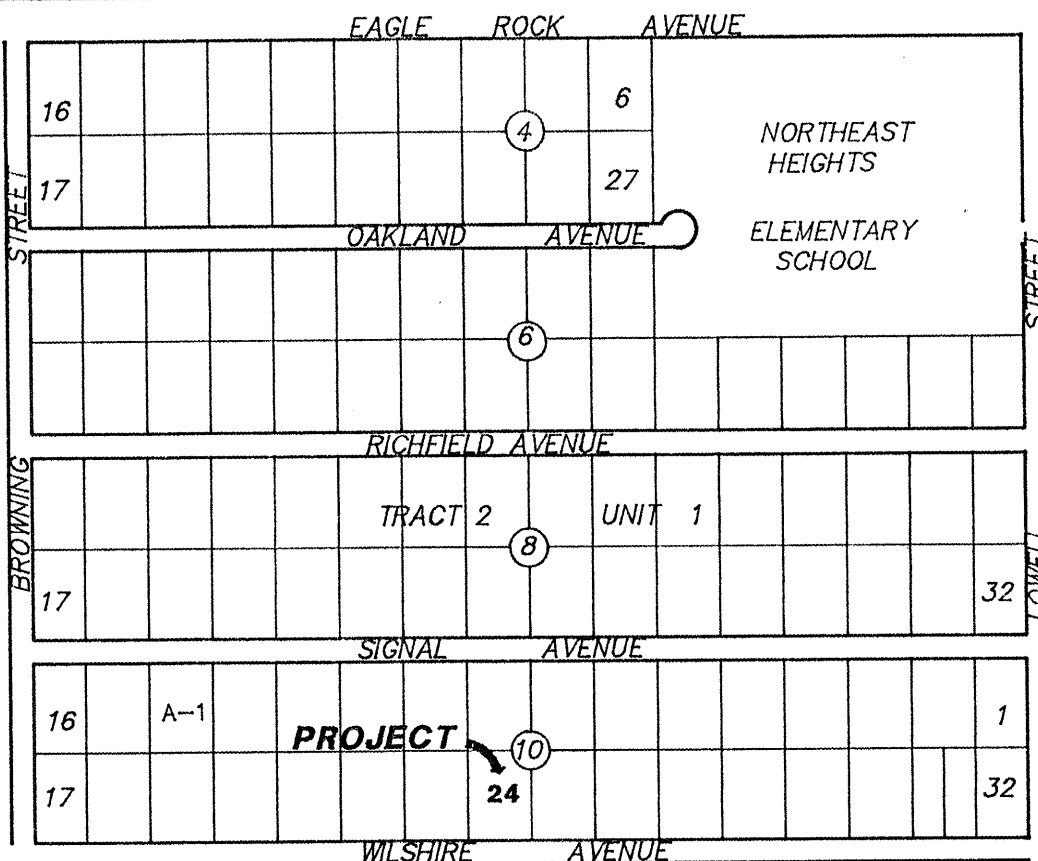 EAGLE ROCK AVENUE
16
6
4
NORTHEAST
HEIGHTS
17
27
STREET
OAKLAND AVENUE
ELEMENTARY
SCHOOL
STREET
6
RICHFIELD AVENUE
BROWNING
TRACT 2 UNIT 1
8
17
32
LOWELL
SIGNAL AVENUE
16
A-1
PROJECT
10
1
17
24
32
WILSHIRE AVENUE